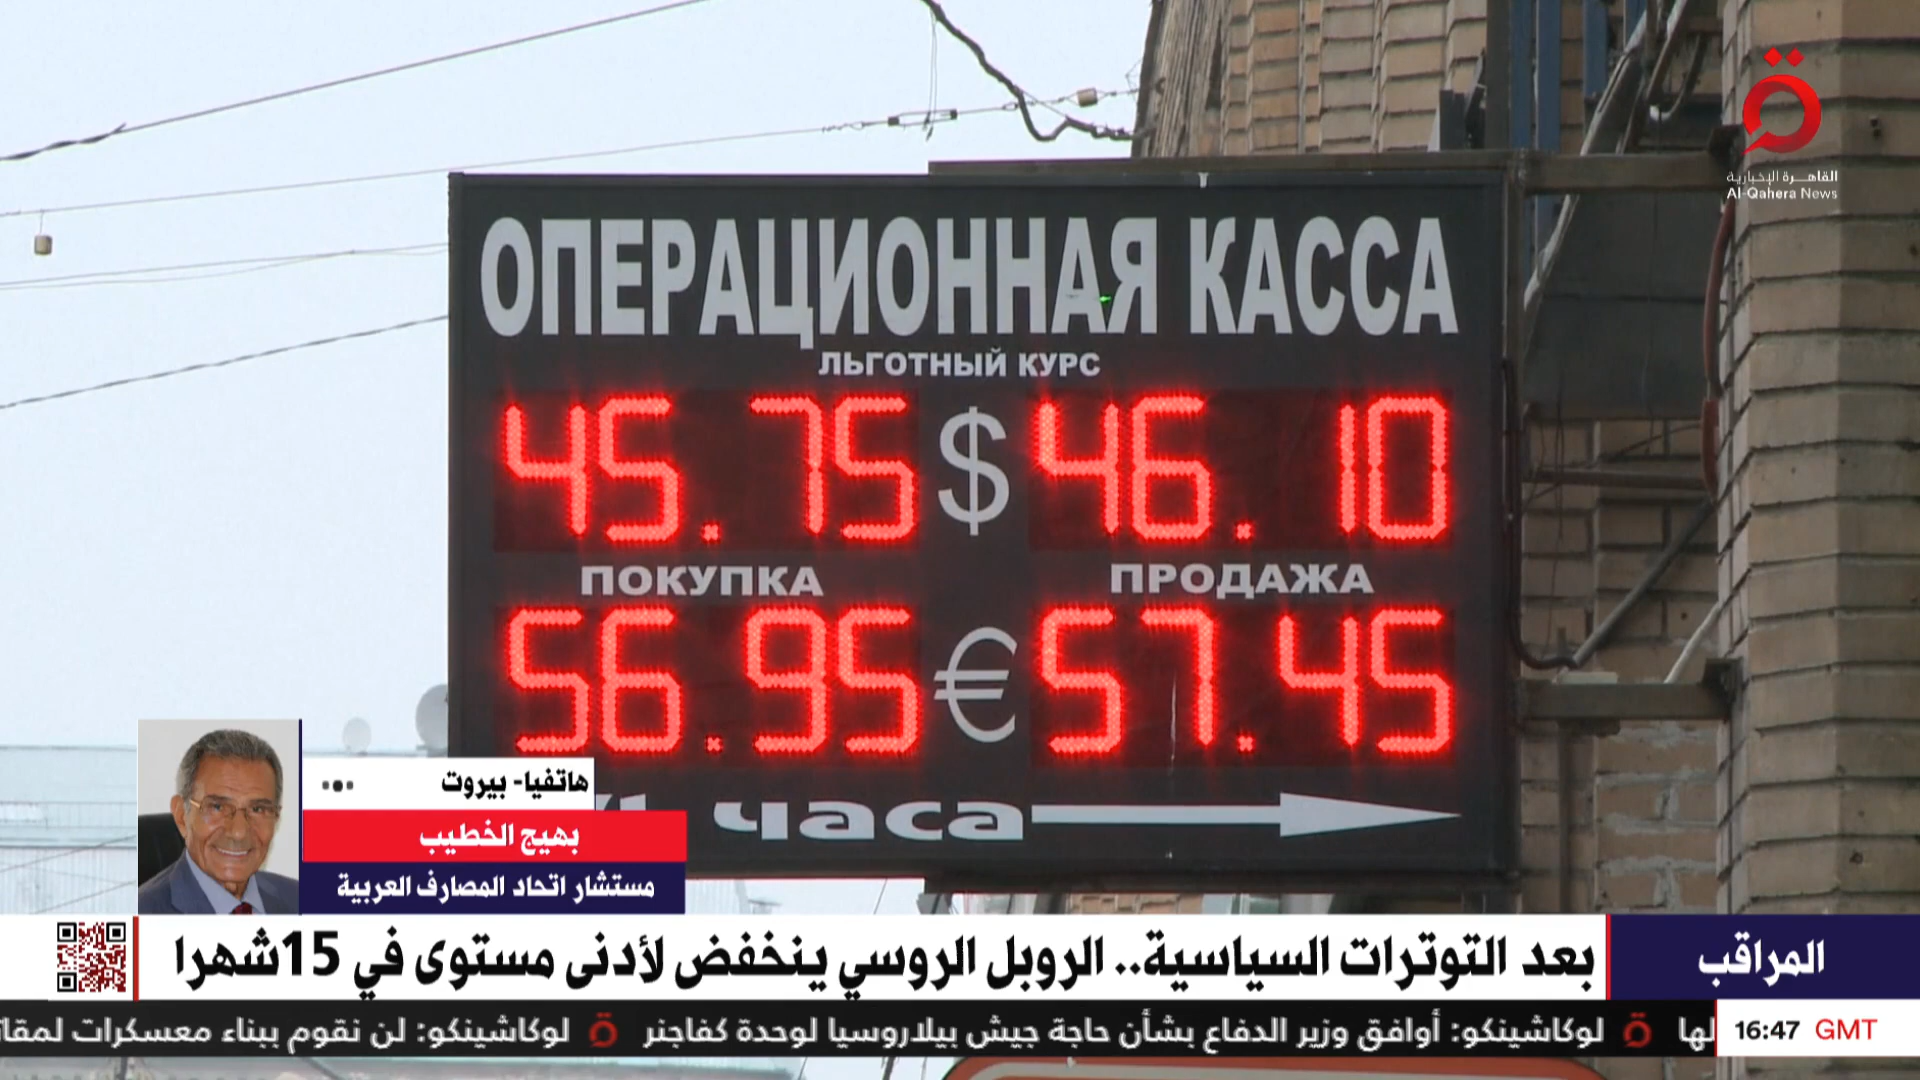 القاهرة الإخبارية
Al-Qahera News
ОПЕРАЦИОННАЯ КАССА
ЛЬГОТНЫЙ КУРС
45.75 $ 46.10
ПОКУПКА ПРОДАЖА
56.95 € 57.45
часа
هاتفيا- بيروت
بهيج الخطيب
مستشار اتحاد المصارف العربية
المراقب
بعد التوترات السياسية.. الروبل الروسي ينخفض لأدنى مستوى في 15شهرا
لوكاشينكو: أوافق وزير الدفاع بشأن حاجة جيش بيلاروسيا لوحدة كفاجنر
لوكاشينكو: لن نقوم ببناء معسكرات
16:47 GMT